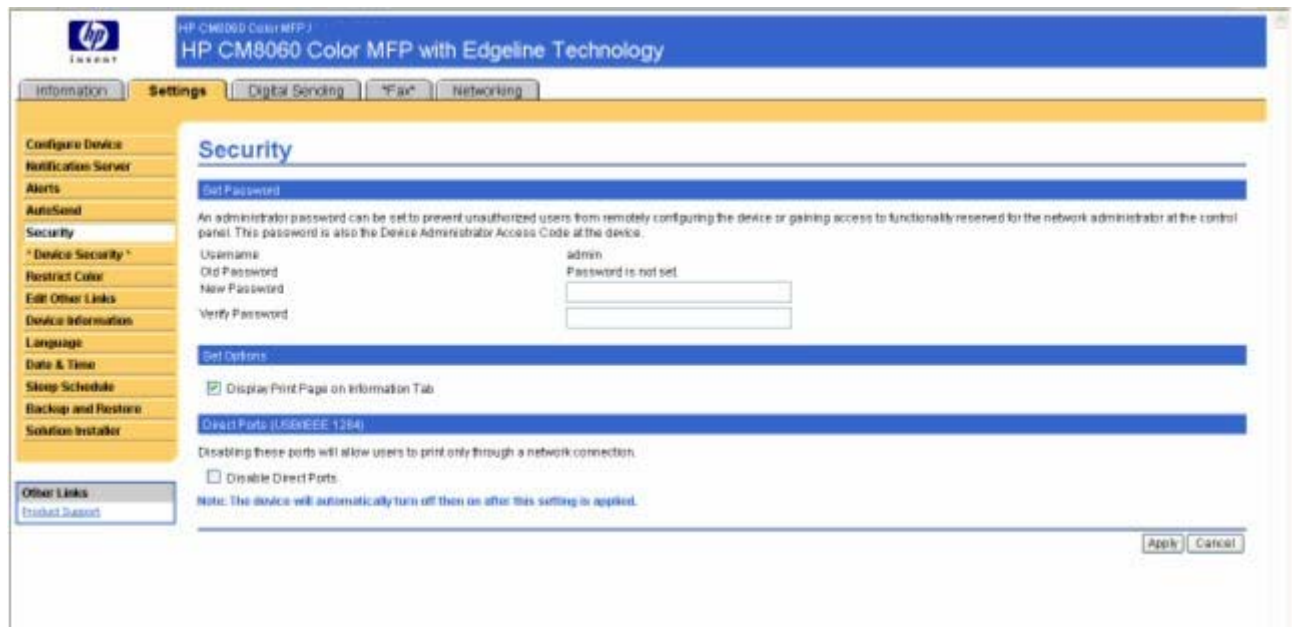 hp
invent
HP CM8060 Color MFP /
HP CM8060 Color MFP with Edgeline Technology
Information
Settings
Digital Sending
*Fax*
Networking
Configure Device
Notification Server
Alerts
AutoSend
Security
* Device Security *
Restrict Color
Edit Other Links
Device Information
Language
Date & Time
Sleep Schedule
Backup and Restore
Solution Installer
Other Links
Product Support
Security
Set Password
An administrator password can be set to prevent unauthorized users from remotely configuring the device or gaining access to functionality reserved for the network administrator at the control
panel. This password is also the Device Administrator Access Code at the device.
Username admin
Old Password Password is not set.
New Password
Verify Password
Set Options
Display Print Page on Information Tab
Direct Ports (USB/IEEE 1284)
Disabling these ports will allow users to print only through a network connection.
Disable Direct Ports
Note: The device will automatically turn off then on after this setting is applied.
Apply Cancel